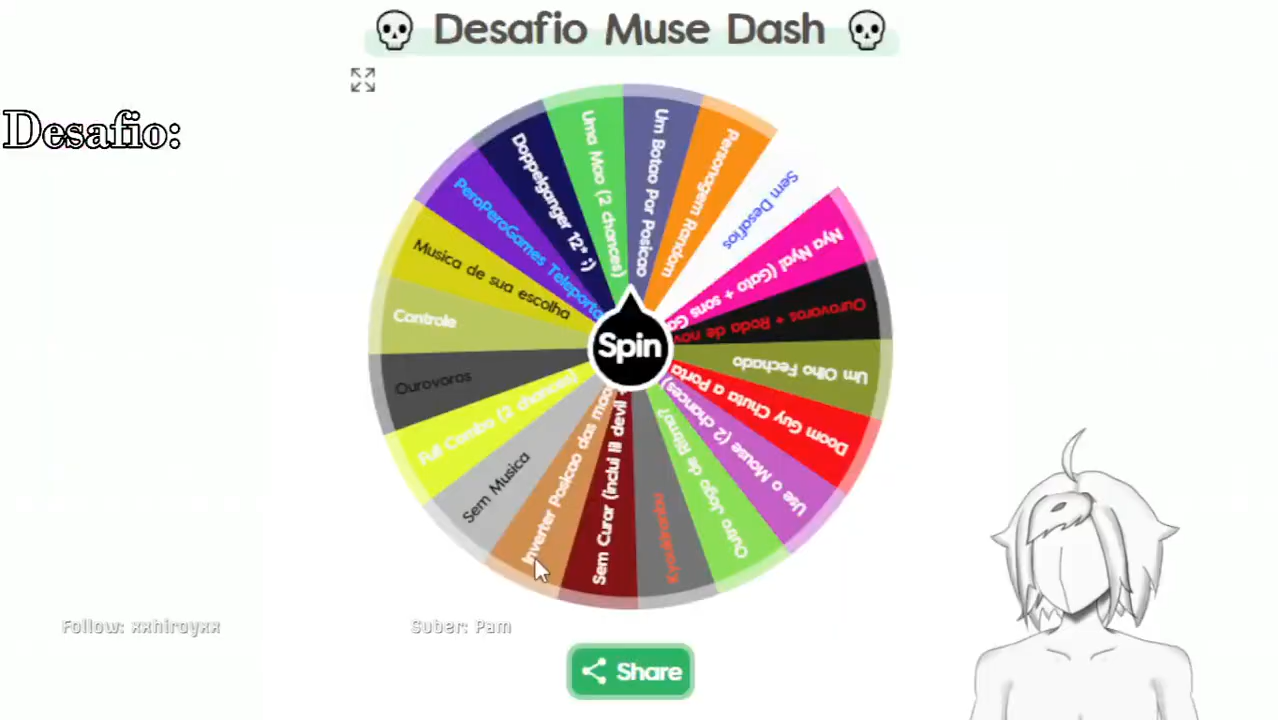 Desafio Muse Dash
Desafio:
Uma Mao (2 chances)
Um Botao Por Posicao
Personagem Random
Sem Desafios
Nya Nya! (Gato + sons Ga
Ourovoros + Roda de nov
Um Olho Fechado
Doom Guy Chuta a Porta
Use o Mouse (2 chances)
Outro Jogo de Ritmo?
Sem Curar (inclui lil devil +
Inverter Posicao das mao
Sem Musica
Full Combo (2 chances)
Ourovoros
Controle
Musica de sua escolha
PeroPeroGames Teleporta
Doppelganger 12* ;)
Spin
Follow: xxhiroyxx
Suber: Pam
Share